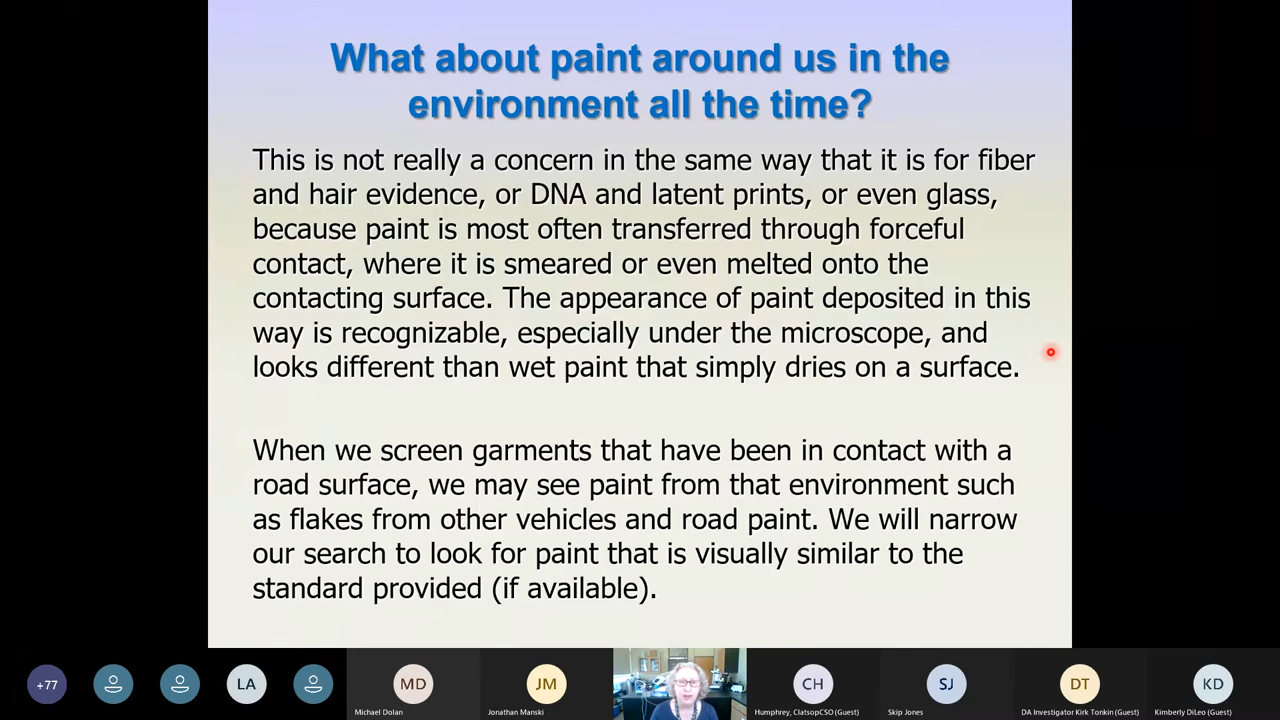 What about paint around us in the
environment all the time?
This is not really a concern in the same way that it is for fiber
and hair evidence, or DNA and latent prints, or even glass,
because paint is most often transferred through forceful
contact, where it is smeared or even melted onto the
contacting surface. The appearance of paint deposited in this
way is recognizable, especially under the microscope, and
looks different than wet paint that simply dries on a surface.
When we screen garments that have been in contact with a
road surface, we may see paint from that environment such
as flakes from other vehicles and road paint. We will narrow
our search to look for paint that is visually similar to the
standard provided (if available).
+77 LA MD JM CH SJ DT KD
Michael Dolan Jonathan Manski Humphrey, ClatsopCSO (Guest) Skip Jones DA Investigator Kirk Tonkin (Guest) Kimberly DiLeo (Guest)